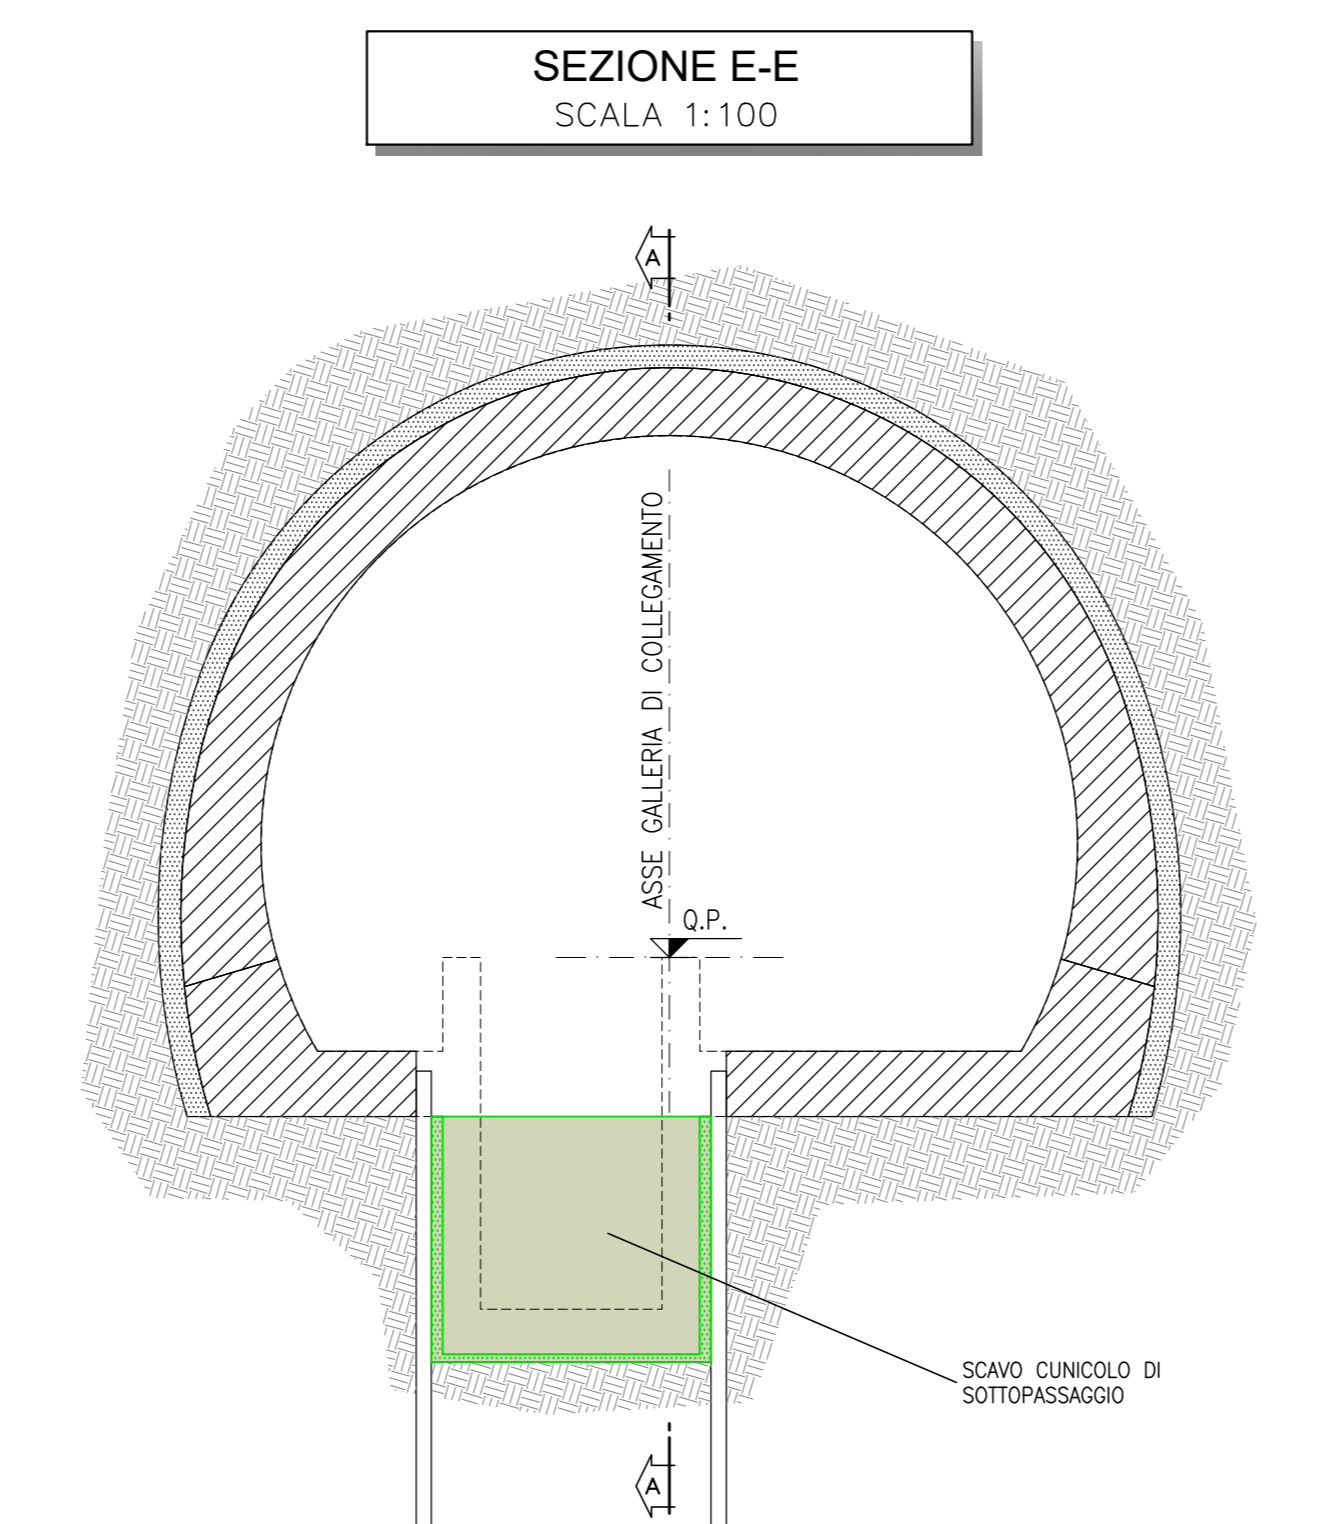 SEZIONE E-E
SCALA 1:100
A
ASSE GALLERIA DI COLLEGAMENTO
Q.P.
SCAVO CUNICOLO DI
SOTTOPASSAGGIO
A